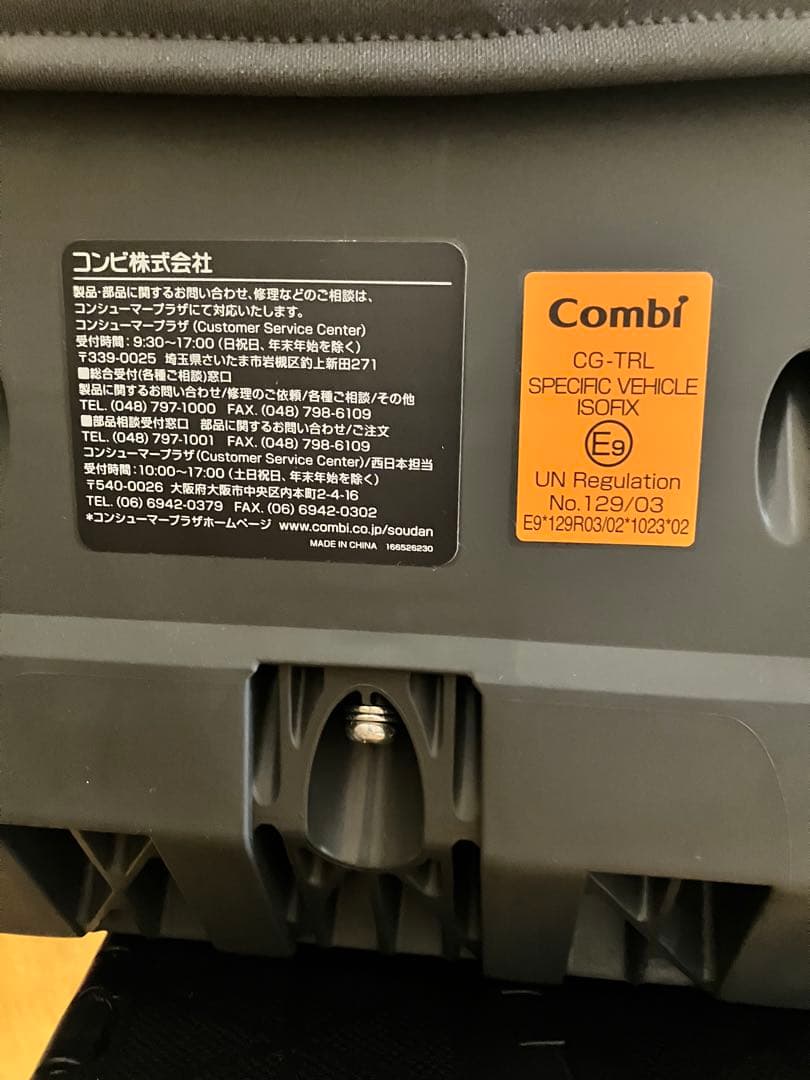 コンビ株式会社
製品・部品に関するお問い合わせ、修理などのご相談は、
コンシューマープラザにて対応いたします。
コンシューマープラザ (Customer Service Center)
受付時間：9:30～17:00 (日祝日、年末年始を除く)
〒339-0025 埼玉県さいたま市岩槻区釣上新田271
■総合受付(各種ご相談)窓口
製品に関するお問い合わせ/修理のご依頼/各種ご相談/その他
TEL. (048) 797-1000 FAX. (048) 798-6109
■部品相談受付窓口 部品に関するお問い合わせ/ご注文
TEL. (048) 797-1001 FAX. (048) 798-6109
コンシューマープラザ(Customer Service Center)/西日本担当
受付時間：10:00～17:00 (土日祝日、年末年始を除く)
〒540-0026 大阪府大阪市中央区内本町2-4-16
TEL. (06) 6942-0379 FAX. (06) 6942-0302
*コンシューマープラザホームページ www.combi.co.jp/soudan
MADE IN CHINA 166526230
Combi
CG-TRL
SPECIFIC VEHICLE
ISOFIX
E9
UN Regulation
No.129/03
E9*129R03/02*1023*02